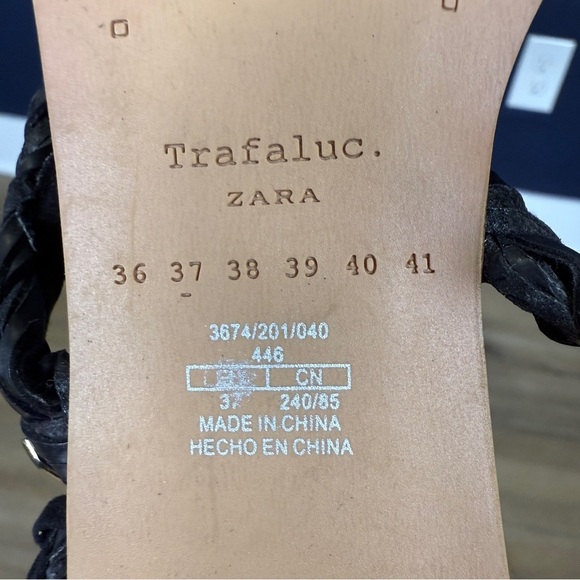 Trafaluc.
ZARA
36 37 38 39 40 41
3674/201/040
446
CN
37 240/85
MADE IN CHINA
HECHO EN CHINA